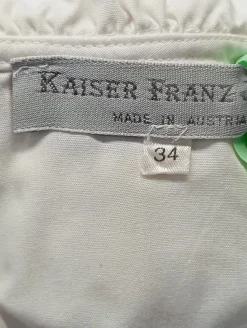 KAISER FRANZ J
MADE IN AUSTRIA
34